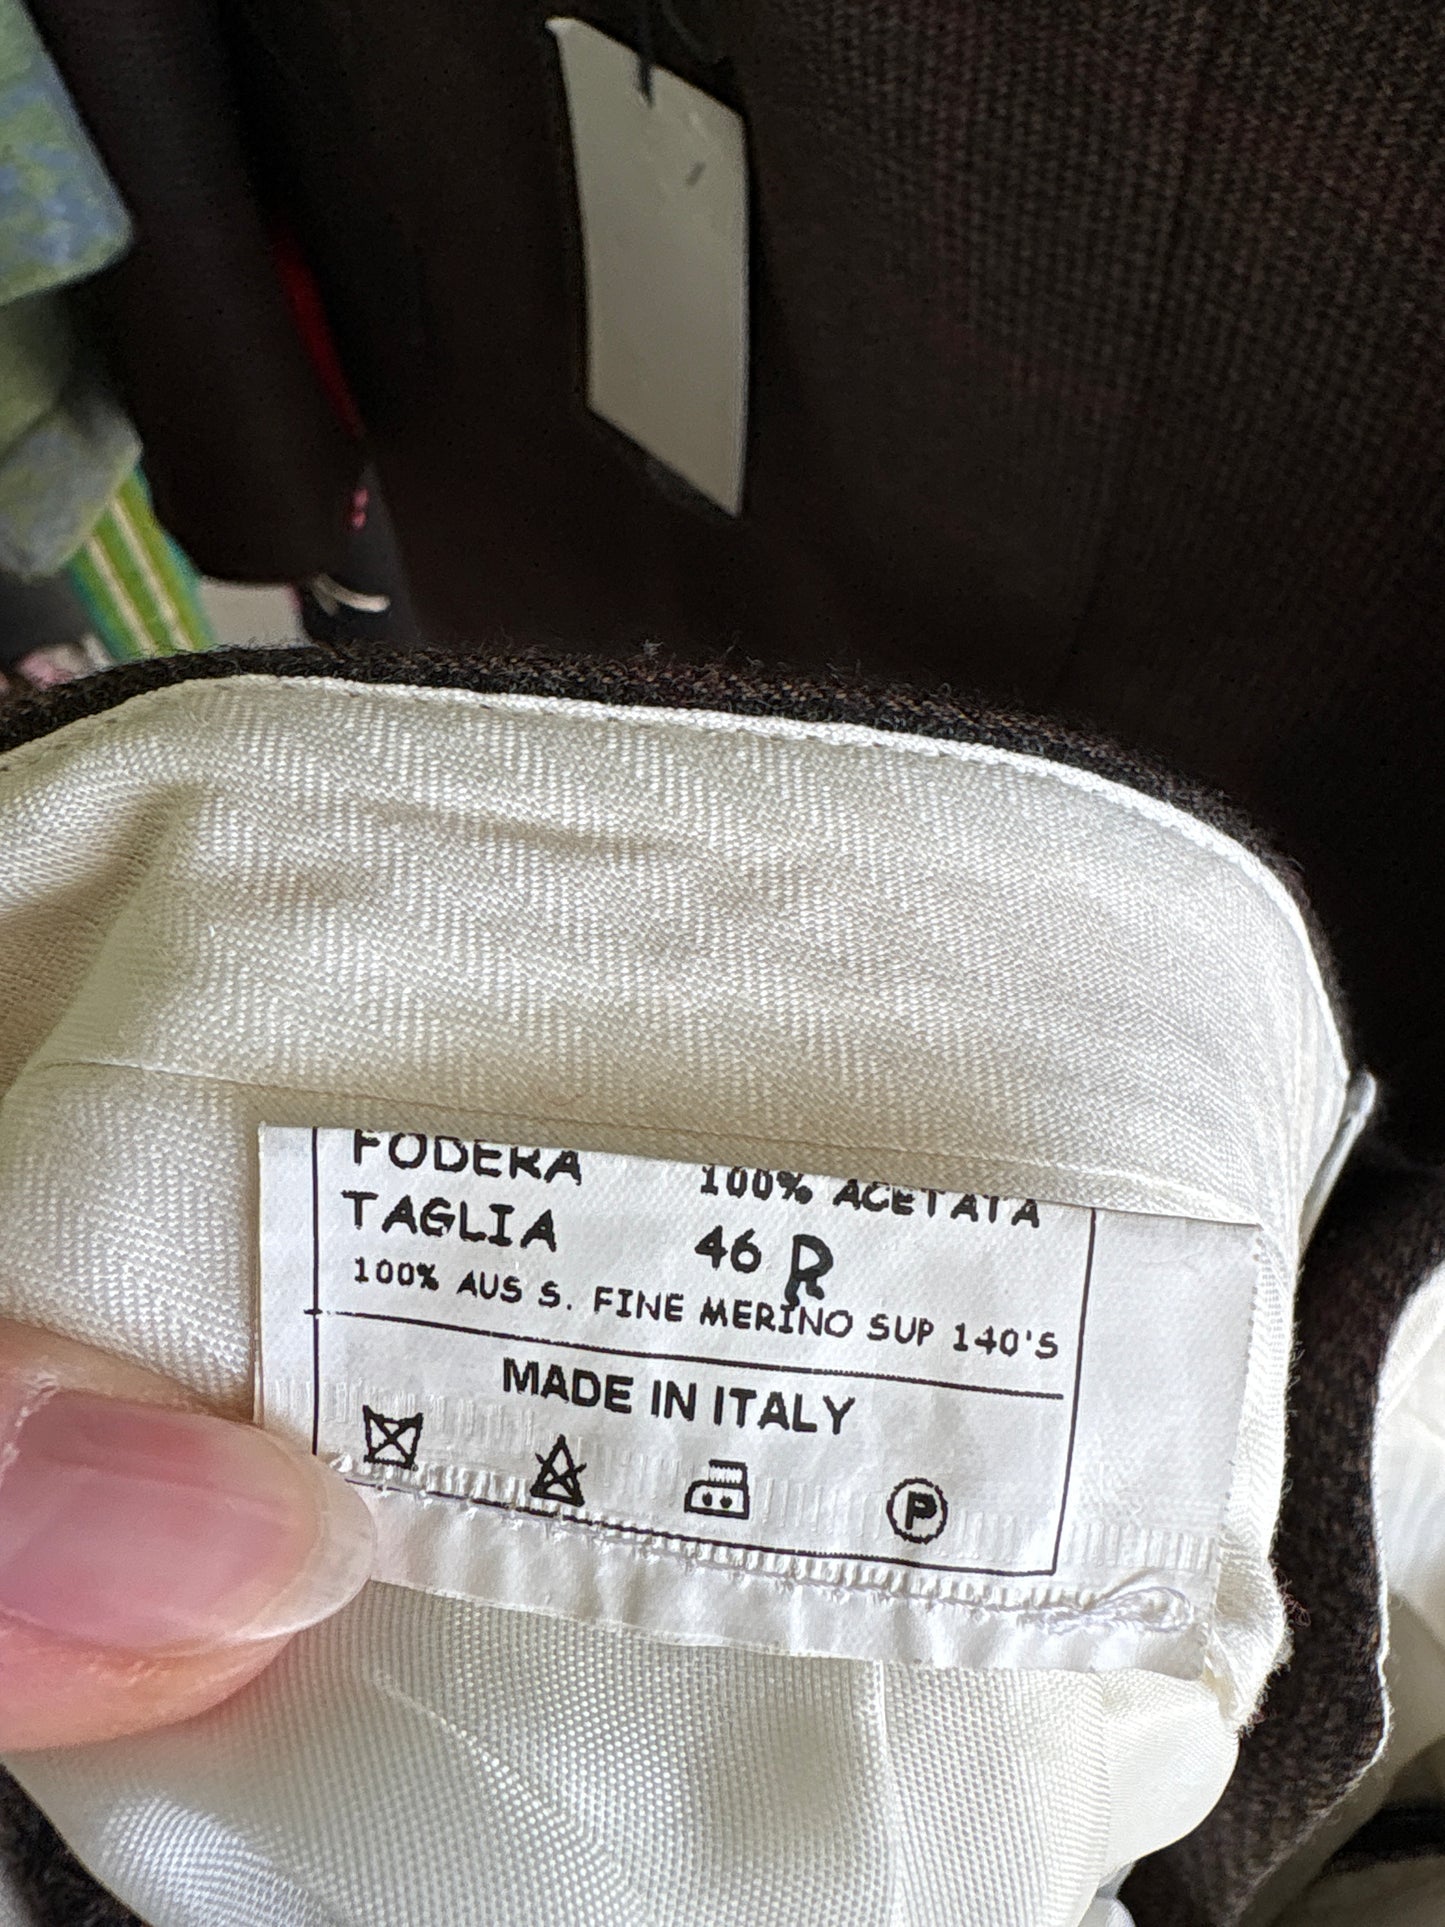 FODERA 100% ACETATA
TAGLIA 46 R
100% AUS S. FINE MERINO SUP 140'S
MADE IN ITALY
P